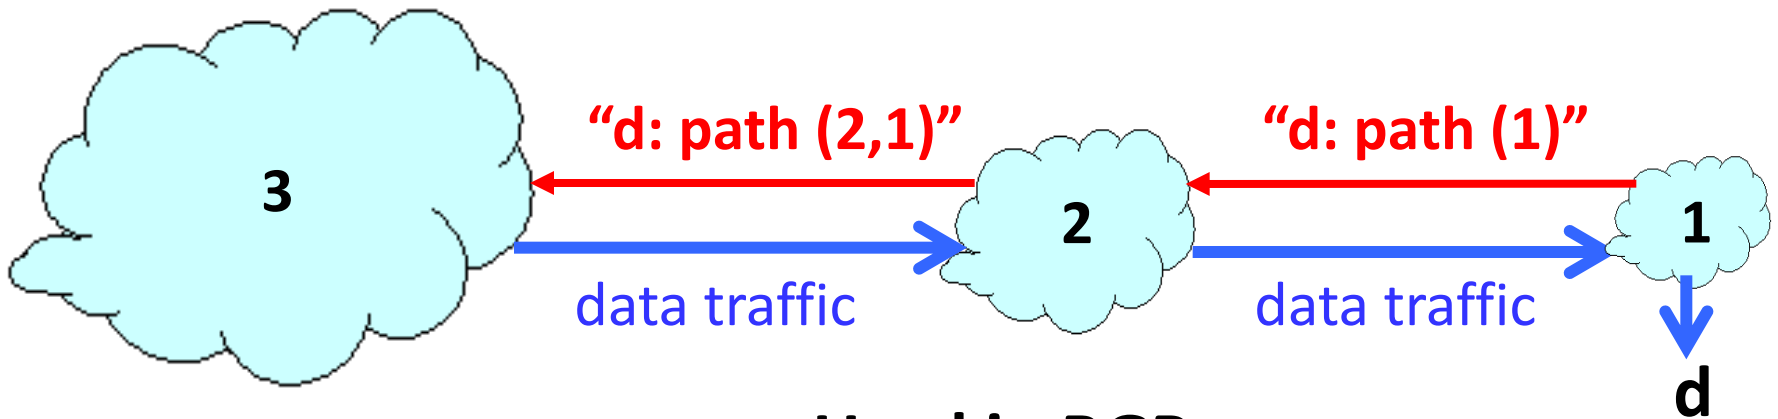 “d: path (2,1)”
“d: path (1)”
3
2
1
data traffic
data traffic
d